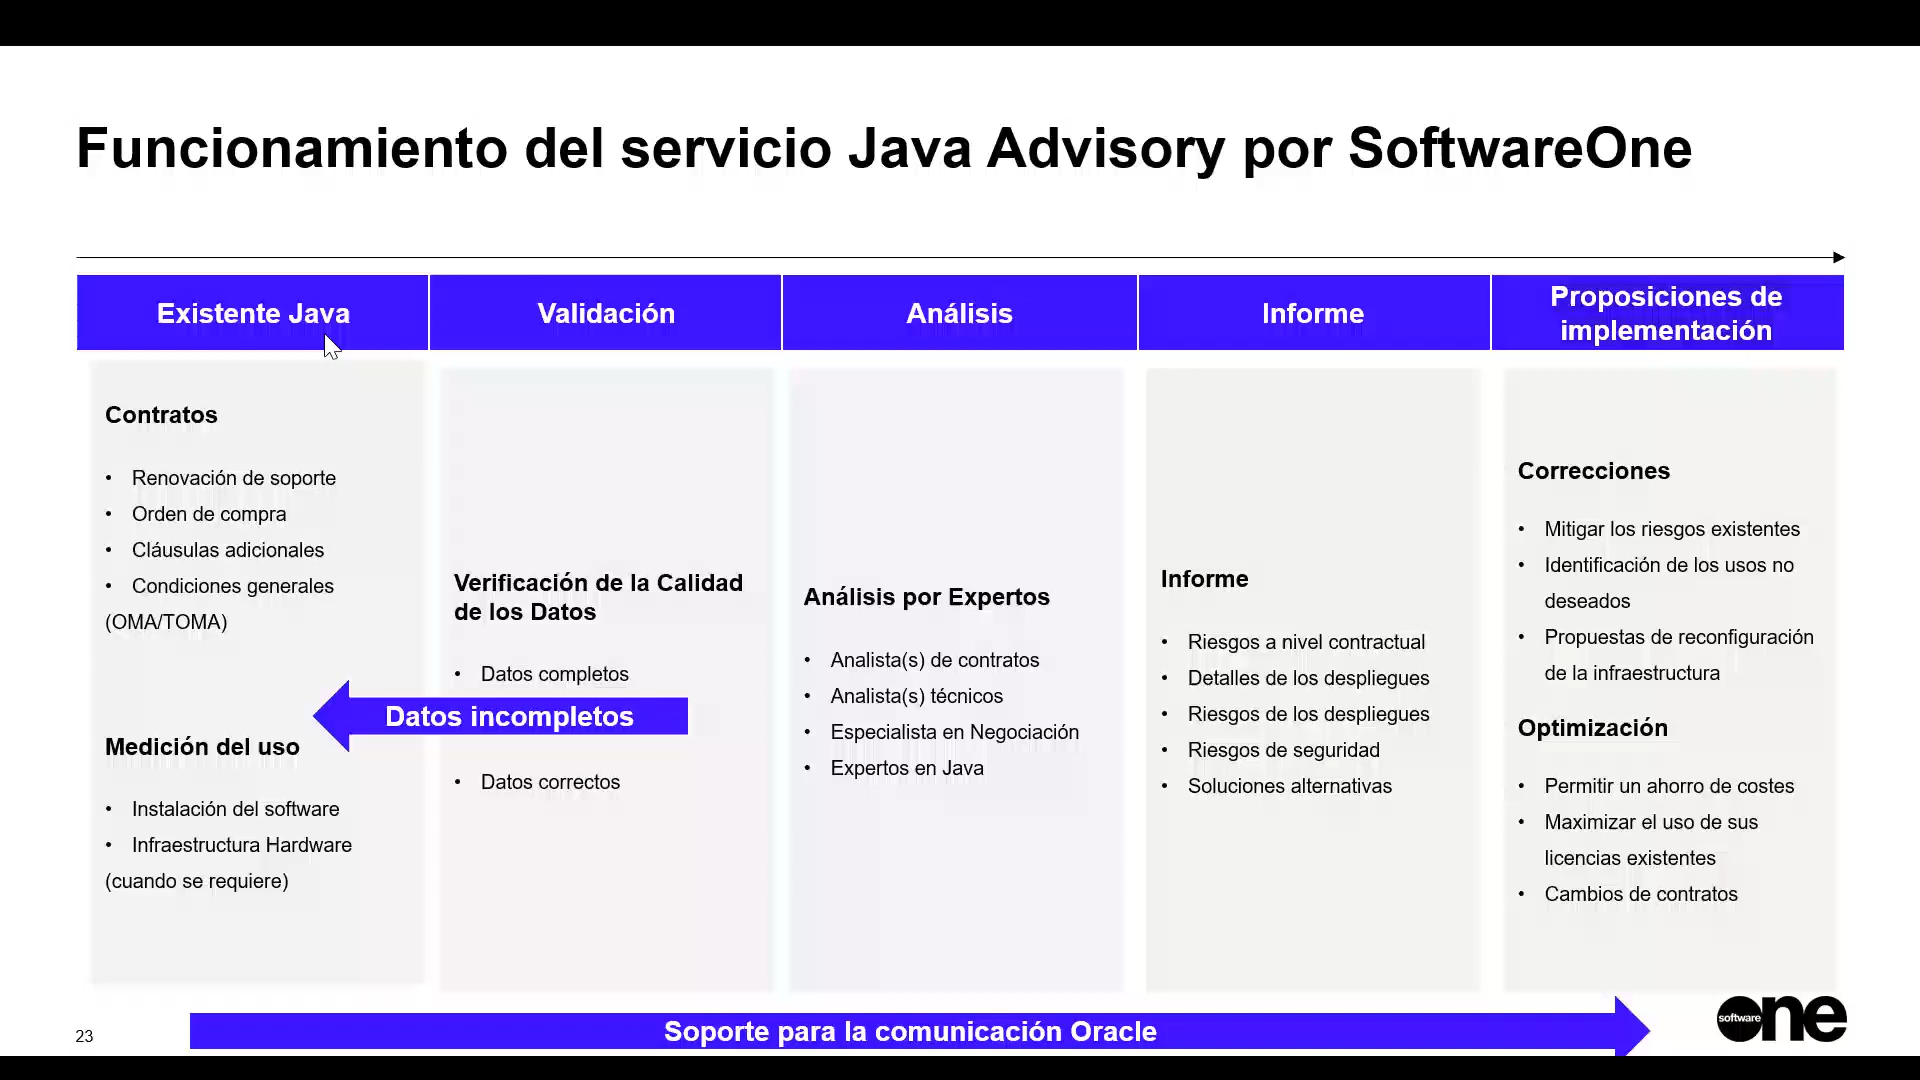 Funcionamiento del servicio Java Advisory por SoftwareOne
Existente Java
Validación
Análisis
Informe
Proposiciones de
implementación
Contratos
• Renovación de soporte
• Orden de compra
• Cláusulas adicionales
• Condiciones generales
(OMA/TOMA)
Medición del uso
• Instalación del software
• Infraestructura Hardware
(cuando se requiere)
Verificación de la Calidad
de los Datos
• Datos completos
Datos incompletos
• Datos correctos
Análisis por Expertos
• Analista(s) de contratos
• Analista(s) técnicos
• Especialista en Negociación
• Expertos en Java
Informe
• Riesgos a nivel contractual
• Detalles de los despliegues
• Riesgos de los despliegues
• Riesgos de seguridad
• Soluciones alternativas
Correcciones
• Mitigar los riesgos existentes
• Identificación de los usos no
deseados
• Propuestas de reconfiguración
de la infraestructura
Optimización
• Permitir un ahorro de costes
• Maximizar el uso de sus
licencias existentes
• Cambios de contratos
23
Soporte para la comunicación Oracle
software one